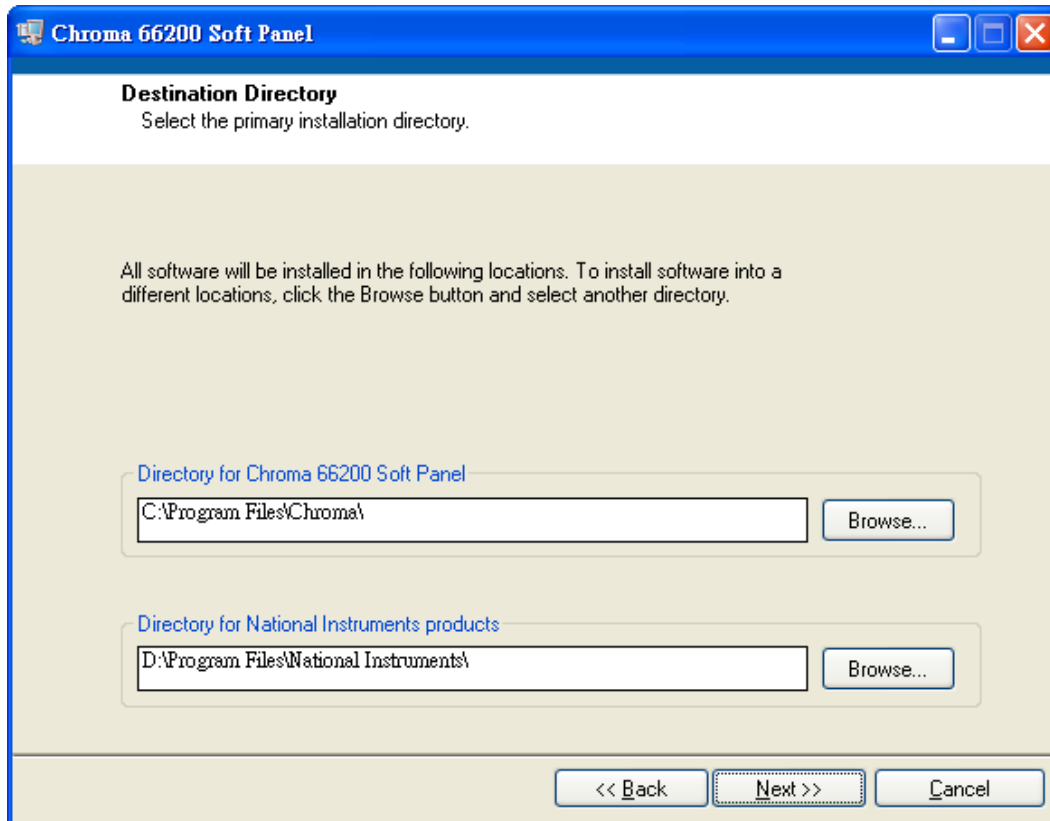 Chroma 66200 Soft Panel
Destination Directory
Select the primary installation directory.
All software will be installed in the following locations. To install software into a
different locations, click the Browse button and select another directory.
Directory for Chroma 66200 Soft Panel
C:\Program Files\Chroma\
Browse...
Directory for National Instruments products
D:\Program Files\National Instruments\
Browse...
<< Back
Next >>
Cancel